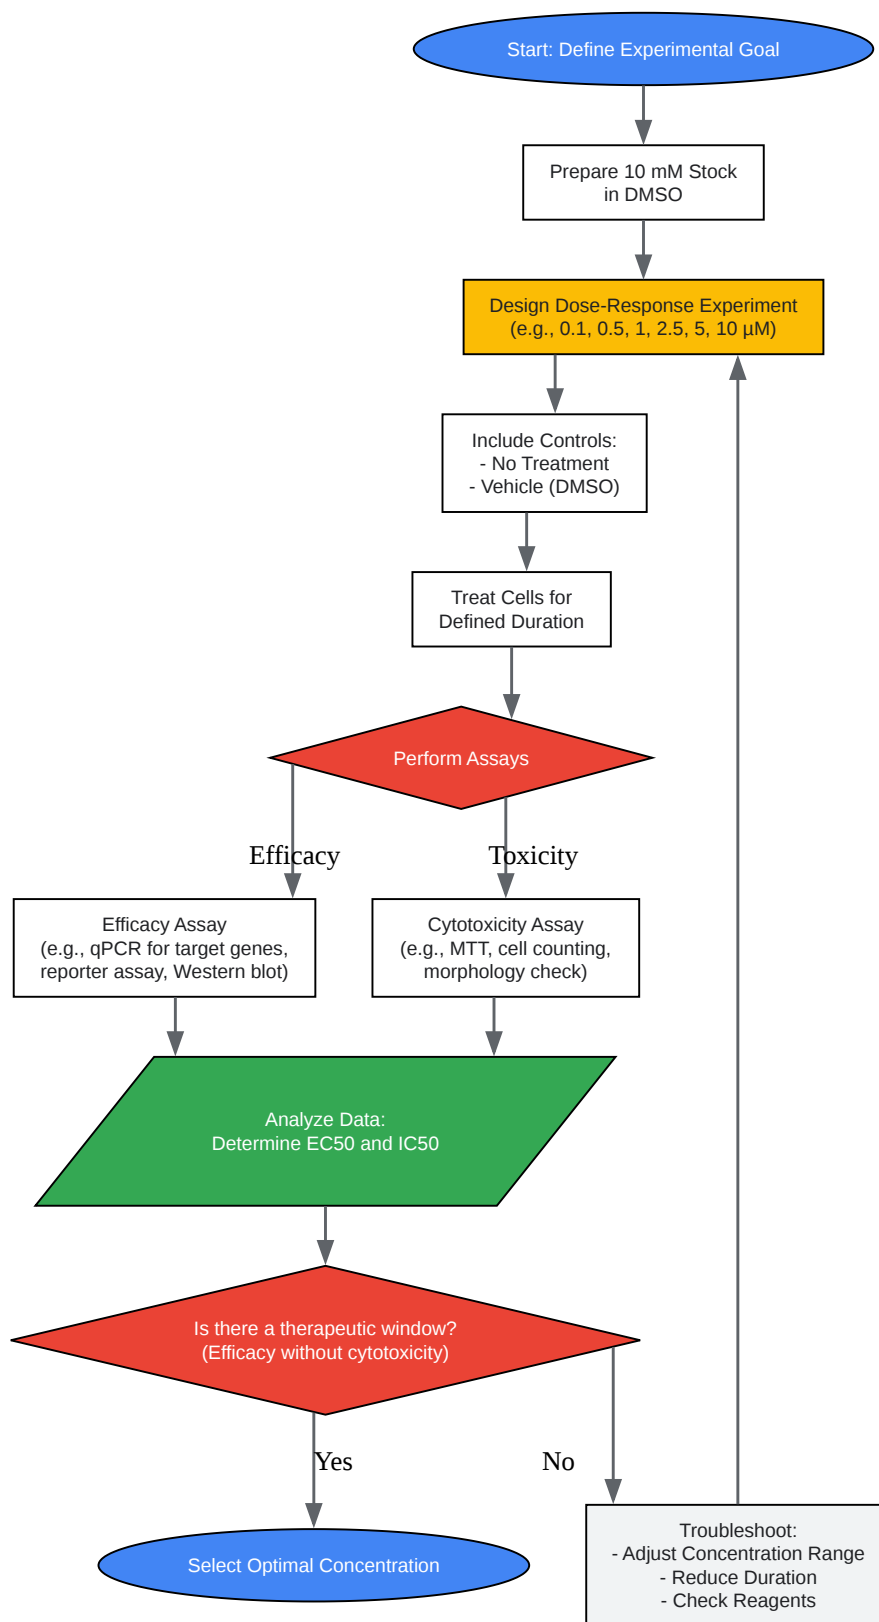 Start: Define Experimental Goal
Prepare 10 mM Stock
in DMSO
Design Dose-Response Experiment
(e.g., 0.1, 0.5, 1, 2.5, 5, 10 µM)
Include Controls:
- No Treatment
- Vehicle (DMSO)
Treat Cells for
Defined Duration
Perform Assays
Efficacy
Toxicity
Efficacy Assay
(e.g., qPCR for target genes,
reporter assay, Western blot)
Cytotoxicity Assay
(e.g., MTT, cell counting,
morphology check)
Analyze Data:
Determine EC50 and IC50
Is there a therapeutic window?
(Efficacy without cytotoxicity)
Yes
No
Select Optimal Concentration
Troubleshoot:
- Adjust Concentration Range
- Reduce Duration
- Check Reagents